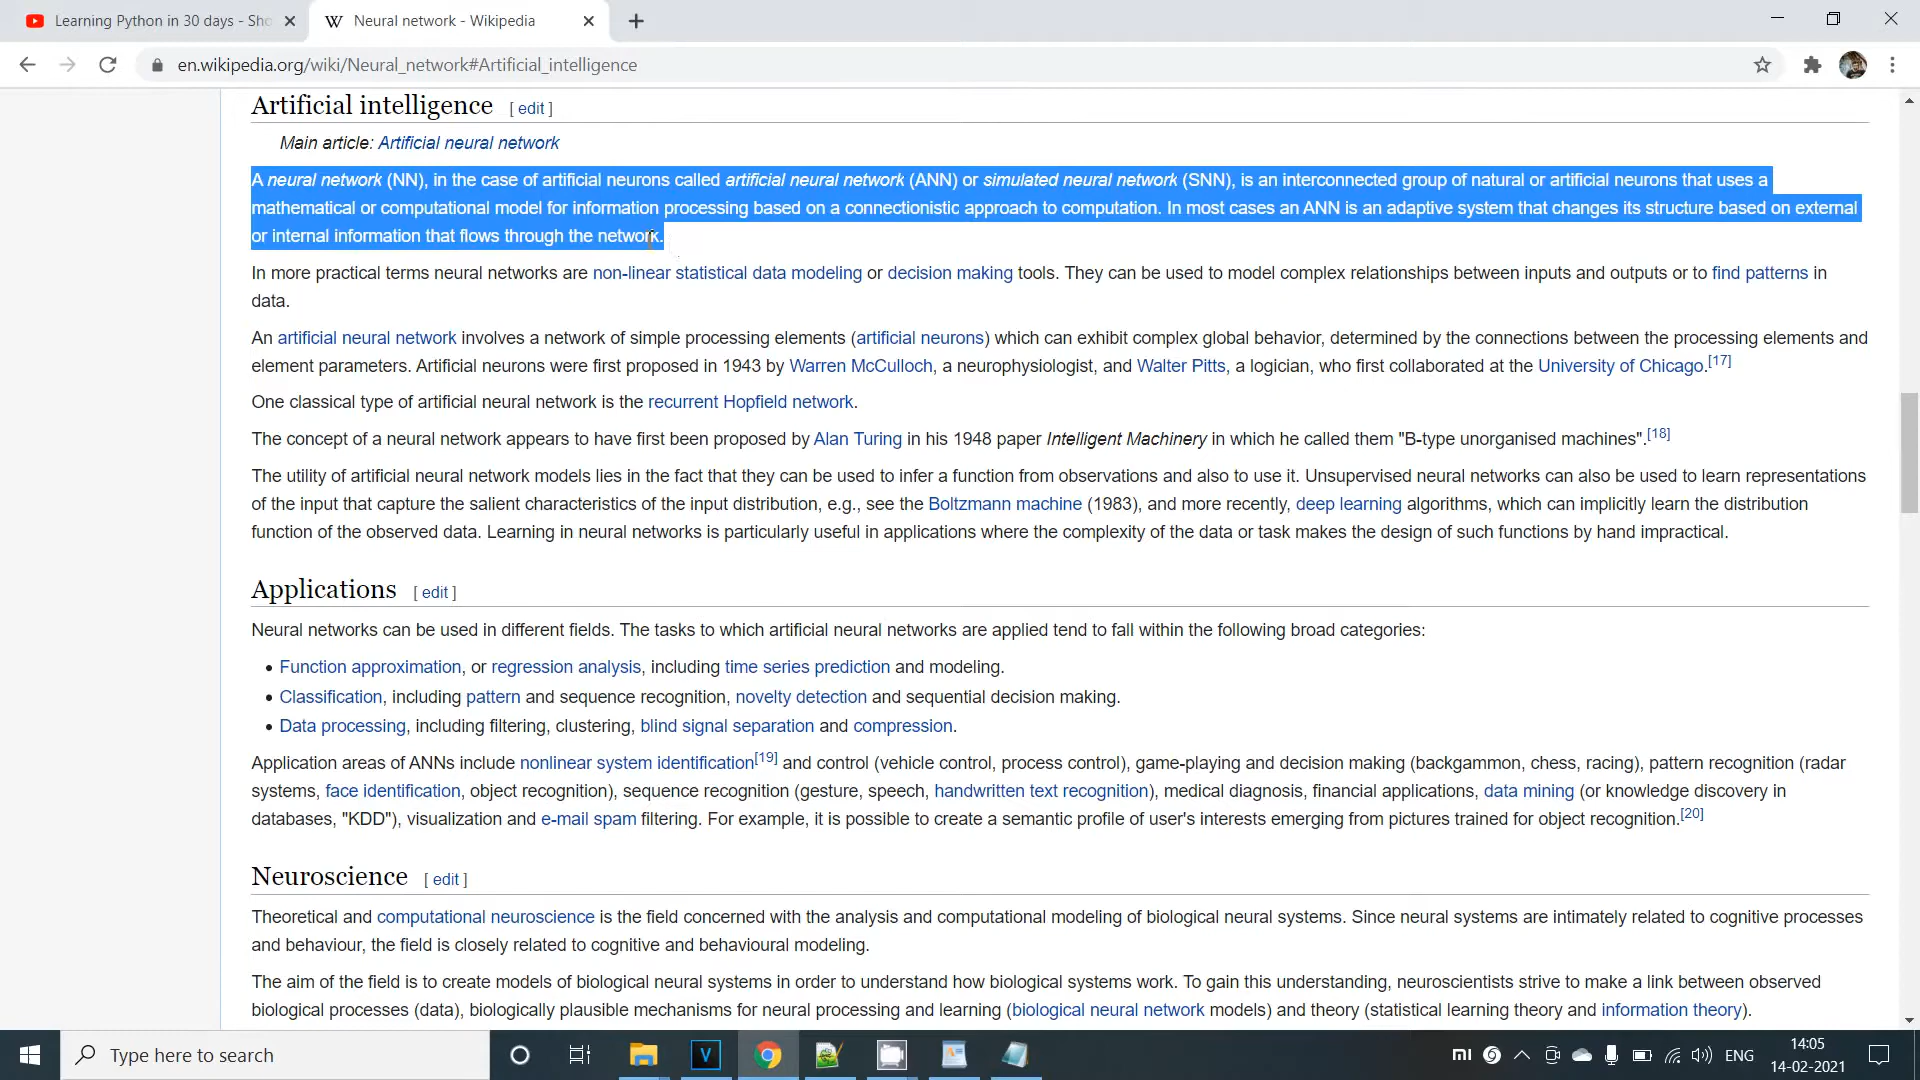 Learning Python in 30 days - Sho
Neural network - Wikipedia
en.wikipedia.org/wiki/Neural_network#Artificial_intelligence
Artificial intelligence [ edit ]
Main article: Artificial neural network
A neural network (NN), in the case of artificial neurons called artificial neural network (ANN) or simulated neural network (SNN), is an interconnected group of natural or artificial neurons that uses a
mathematical or computational model for information processing based on a connectionistic approach to computation. In most cases an ANN is an adaptive system that changes its structure based on external
or internal information that flows through the network.
In more practical terms neural networks are non-linear statistical data modeling or decision making tools. They can be used to model complex relationships between inputs and outputs or to find patterns in
data.
An artificial neural network involves a network of simple processing elements (artificial neurons) which can exhibit complex global behavior, determined by the connections between the processing elements and
element parameters. Artificial neurons were first proposed in 1943 by Warren McCulloch, a neurophysiologist, and Walter Pitts, a logician, who first collaborated at the University of Chicago.[17]
One classical type of artificial neural network is the recurrent Hopfield network.
The concept of a neural network appears to have first been proposed by Alan Turing in his 1948 paper Intelligent Machinery in which he called them "B-type unorganised machines".[18]
The utility of artificial neural network models lies in the fact that they can be used to infer a function from observations and also to use it. Unsupervised neural networks can also be used to learn representations
of the input that capture the salient characteristics of the input distribution, e.g., see the Boltzmann machine (1983), and more recently, deep learning algorithms, which can implicitly learn the distribution
function of the observed data. Learning in neural networks is particularly useful in applications where the complexity of the data or task makes the design of such functions by hand impractical.
Applications [ edit ]
Neural networks can be used in different fields. The tasks to which artificial neural networks are applied tend to fall within the following broad categories:
• Function approximation, or regression analysis, including time series prediction and modeling.
• Classification, including pattern and sequence recognition, novelty detection and sequential decision making.
• Data processing, including filtering, clustering, blind signal separation and compression.
Application areas of ANNs include nonlinear system identification[19] and control (vehicle control, process control), game-playing and decision making (backgammon, chess, racing), pattern recognition (radar
systems, face identification, object recognition), sequence recognition (gesture, speech, handwritten text recognition), medical diagnosis, financial applications, data mining (or knowledge discovery in
databases, "KDD"), visualization and e-mail spam filtering. For example, it is possible to create a semantic profile of user's interests emerging from pictures trained for object recognition.[20]
Neuroscience [ edit ]
Theoretical and computational neuroscience is the field concerned with the analysis and computational modeling of biological neural systems. Since neural systems are intimately related to cognitive processes
and behaviour, the field is closely related to cognitive and behavioural modeling.
The aim of the field is to create models of biological neural systems in order to understand how biological systems work. To gain this understanding, neuroscientists strive to make a link between observed
biological processes (data), biologically plausible mechanisms for neural processing and learning (biological neural network models) and theory (statistical learning theory and information theory).
Type here to search
ENG
14:05
14-02-2021